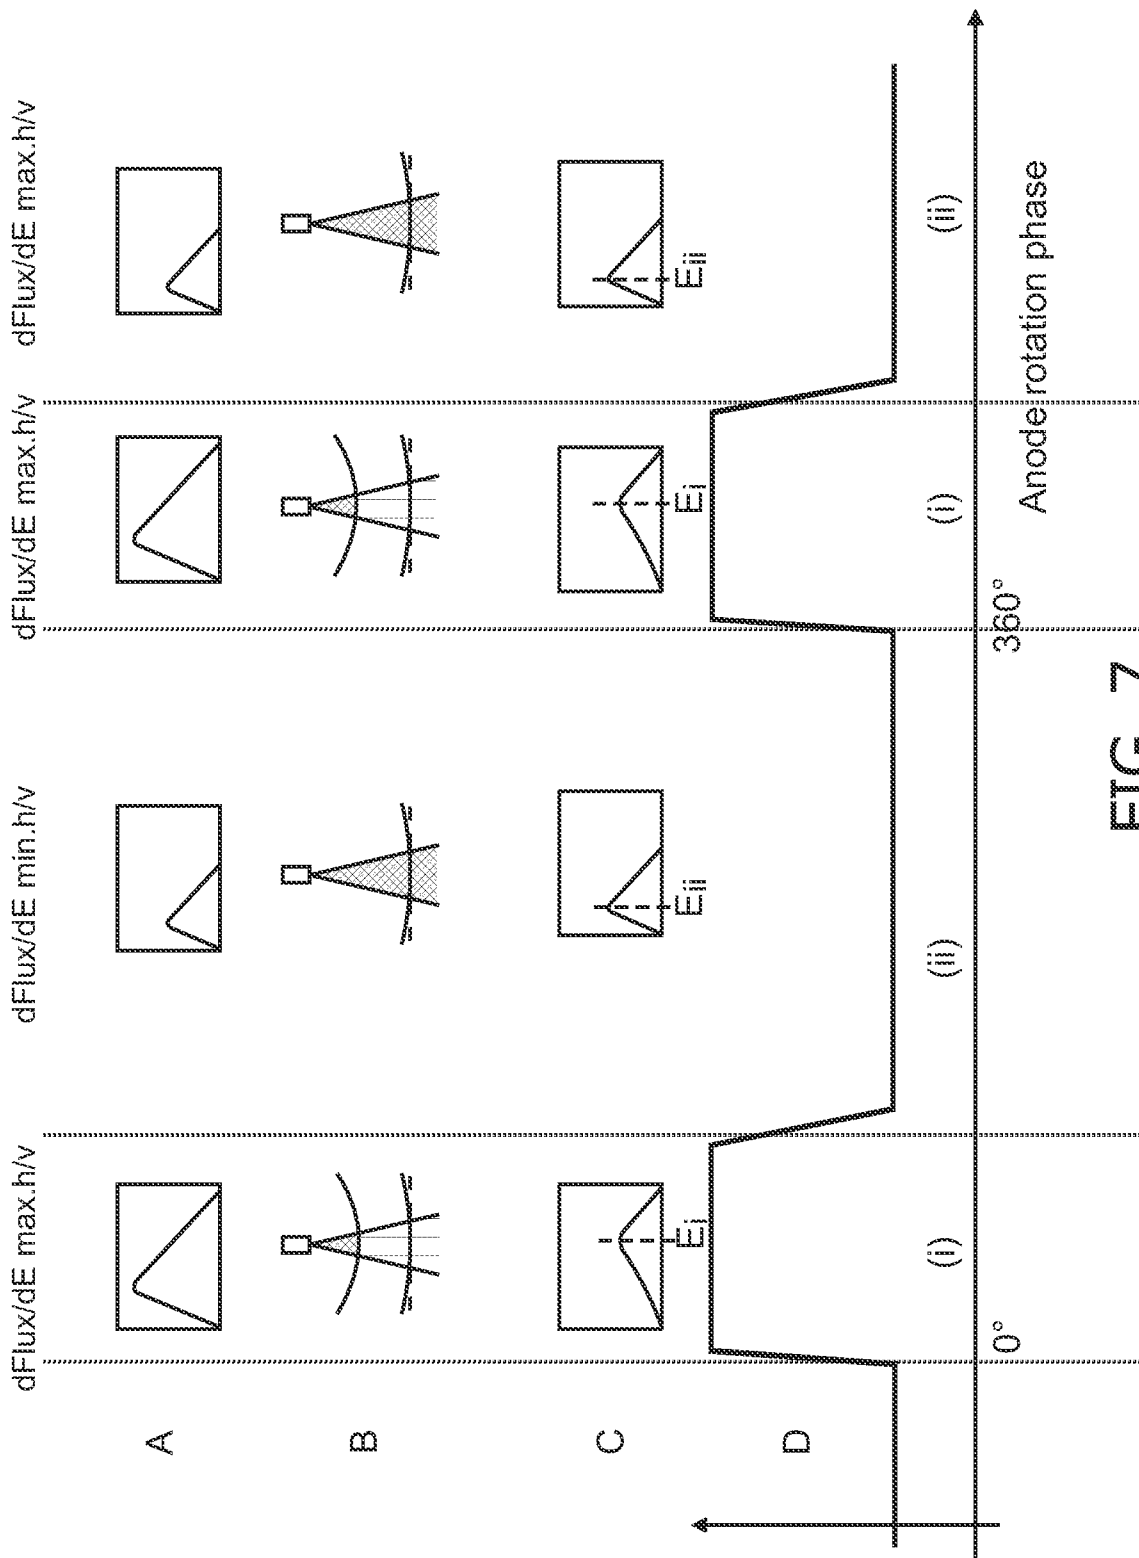 dFlux/dE max.h/v
dFlux/dE min.h/v
dFlux/dE max.h/v
dFlux/dE max.h/v
A
B
C
Ei
Eii
Ei
Eii
D
(i)
(ii)
(i)
(ii)
0°
360°
Anode rotation phase
FIG. 7